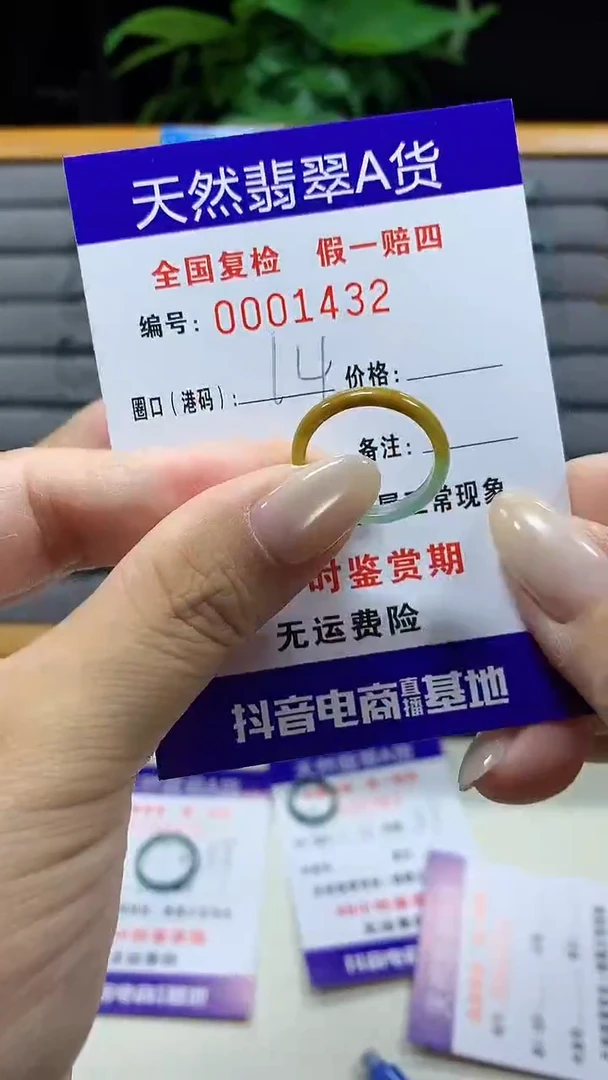 天然翡翠A货
全国复检 假一赔四
编号：0001432
圈口（港码）：14 价格：
备注：
正常现象
时鉴赏期
无运费险
抖音电商直播基地